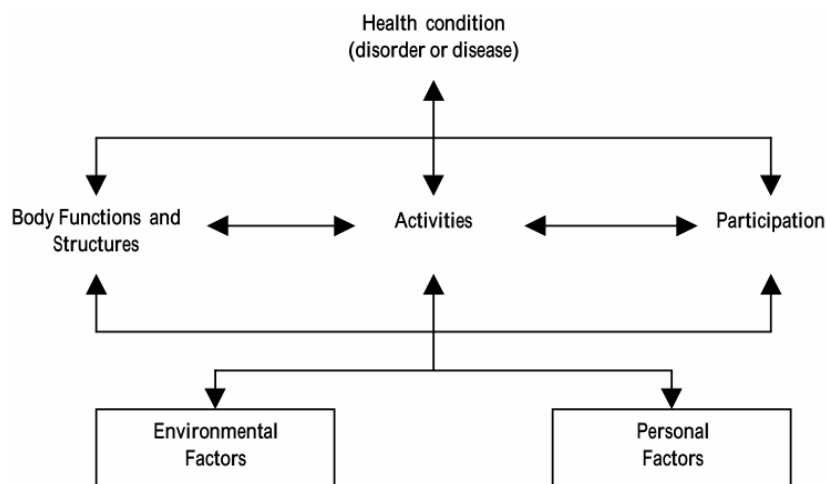 Health condition
(disorder or disease)
Body Functions and
Structures
Activities
Participation
Environmental
Factors
Personal
Factors